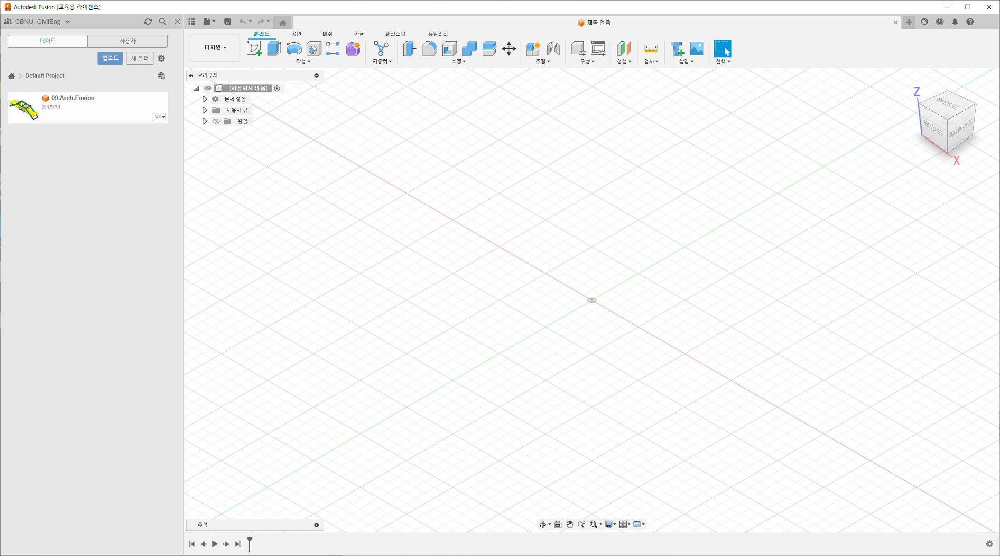 Autodesk Fusion (교육용 라이센스)
CBNU_CivilEng
제목 없음
데이터
사용자
업로드
새 폴더
Default Project
09.Arch.Fusion
2/15/24
V1
디자인
솔리드
곡면
메쉬
판금
플라스틱
유틸리티
작성
자동화
수정
조립
구성
생성
검사
삽입
선택
브라우저
(저장되지 않음)
문서 설정
사용자 뷰
원점
Z
평면도
정면도
우측면도
X
주석